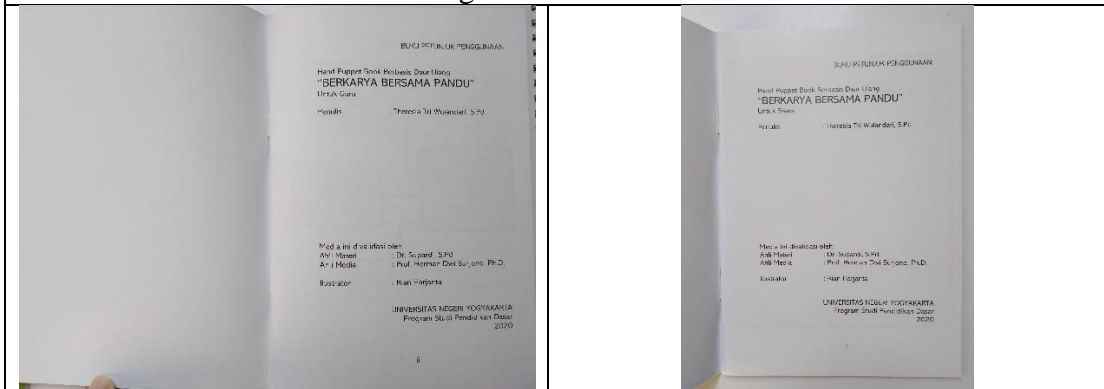 BUKU PETUNJUK PENGGUNAAN
Hand Puppet Book Berbasis Daur Ulang
"BERKARYA BERSAMA PANDU"
Untuk Guru
Penulis : Theresia Tri Wulandari, S.Pd
Media ini divalidasi oleh:
Ahli Materi : Dr. Supardi, S.Pd
Ahli Media : Prof. Herman Dwi Surjono, Ph.D.
Ilustrator : Rian Harjanta
UNIVERSITAS NEGERI YOGYAKARTA
Program Studi Pendidikan Dasar
2020
ii
BUKU PETUNJUK PENGGUNAAN
Hand Puppet Book Berbasis Daur Ulang
"BERKARYA BERSAMA PANDU"
Untuk Siswa
Penulis : Theresia Tri Wulandari, S.Pd.
Media ini divalidasi oleh:
Ahli Materi : Dr. Supardi, S.Pd
Ahli Media : Prof. Herman Dwi Surjono, Ph.D.
Ilustrator : Rian Harjanta
UNIVERSITAS NEGERI YOGYAKARTA
Program Studi Pendidikan Dasar
2020